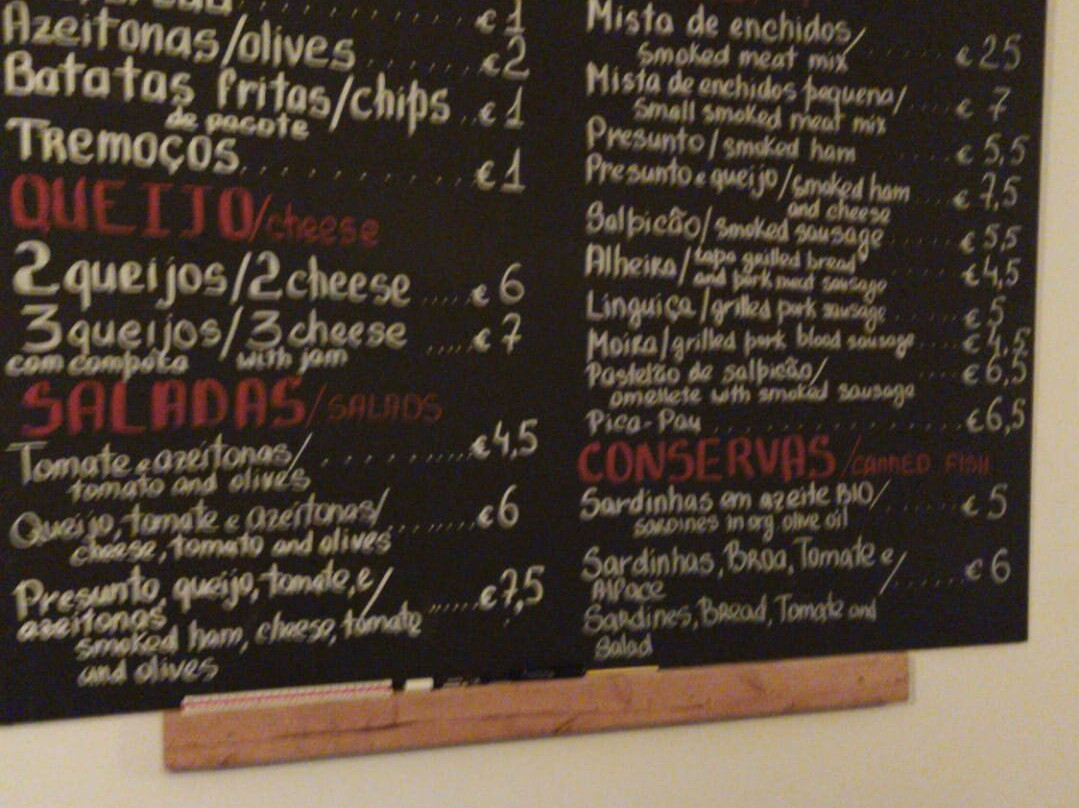 €1
Azeitonas/olives ........ €2
Batatas fritas/chips .. €1
de pacote
Tremoços ............ €1
QUEIJO/cheese
2 queijos/2 cheese .... € 6
3 queijos/3 cheese ..... € 7
com compota with jam
SALADAS/SALADS
Tomate e azeitonas/ ........ €4,5
tomato and olives
Queijo, tomate e azeitonas/ ........ €6
cheese, tomato and olives
Presunto, queijo, tomate, e/ ...... €7,5
azeitonas
smoked ham, cheese, tomato
and olives
Mista de enchidos/ ........ € 25
smoked meat mix
Mista de enchidos pequena/ ..... € 7
Small smoked meat mix
Presunto/smoked ham ........ € 5,5
Presunto e queijo/smoked ham ..... € 7,5
and cheese
Salpicão/smoked sausage ...... € 5,5
Alheira/tapa grilled bread ...... €4,5
and pork meat sausage
Linguiça/grilled pork sausage ...... € 5
Moira/grilled pork blood sausage ..... € 4,5
Pastelão de salpicão/ ........ € 6,5
omellete with smoked sausage
Pica-Pau .................. €6,5
CONSERVAS/CANNED FISH
Sardinhas em azeite BIO/ ....... € 5
SARDINES in org olive oil
Sardinhas, Broa, Tomate e/ ...... € 6
Alface
Sardines, Bread, Tomate and
Salad